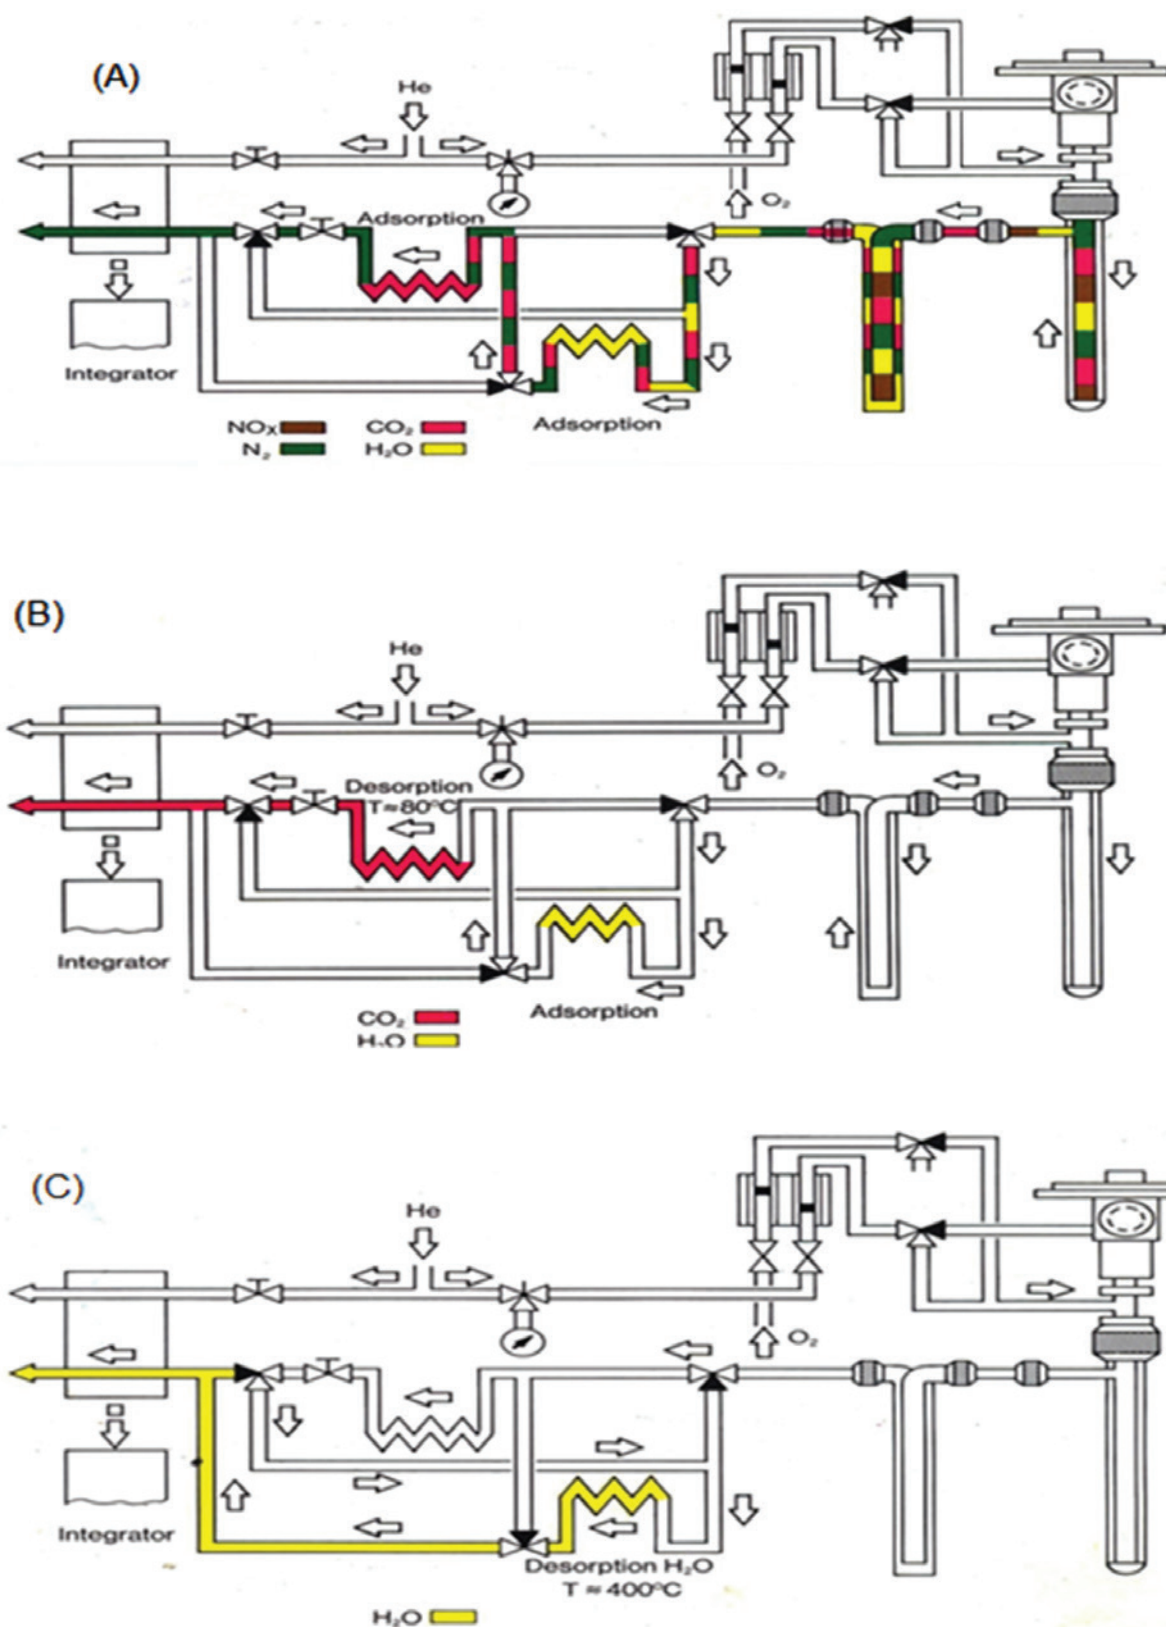 (A)
He
O₂
Adsorption
Integrator
Adsorption
NOx CO₂
N₂ H₂O
(B)
He
O₂
Desorption
T≈80°C
Integrator
Adsorption
CO₂
H₂O
(C)
He
O₂
Integrator
Desorption H₂O
T ≈ 400°C
H₂O